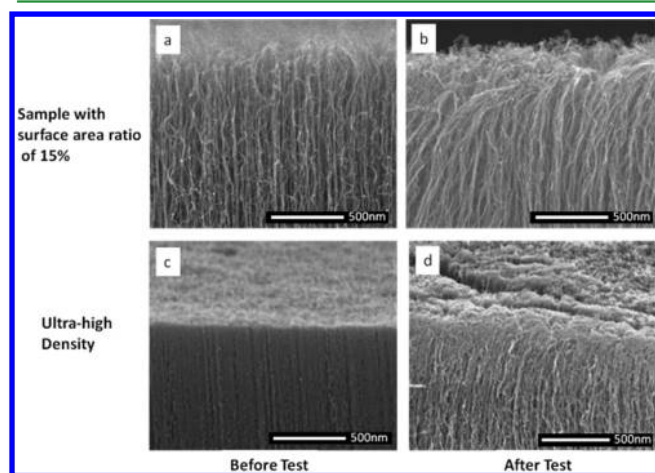 a
b
Sample with
surface area ratio
of 15%
500nm
500nm
c
d
Ultra-high
Density
500nm
500nm
Before Test
After Test